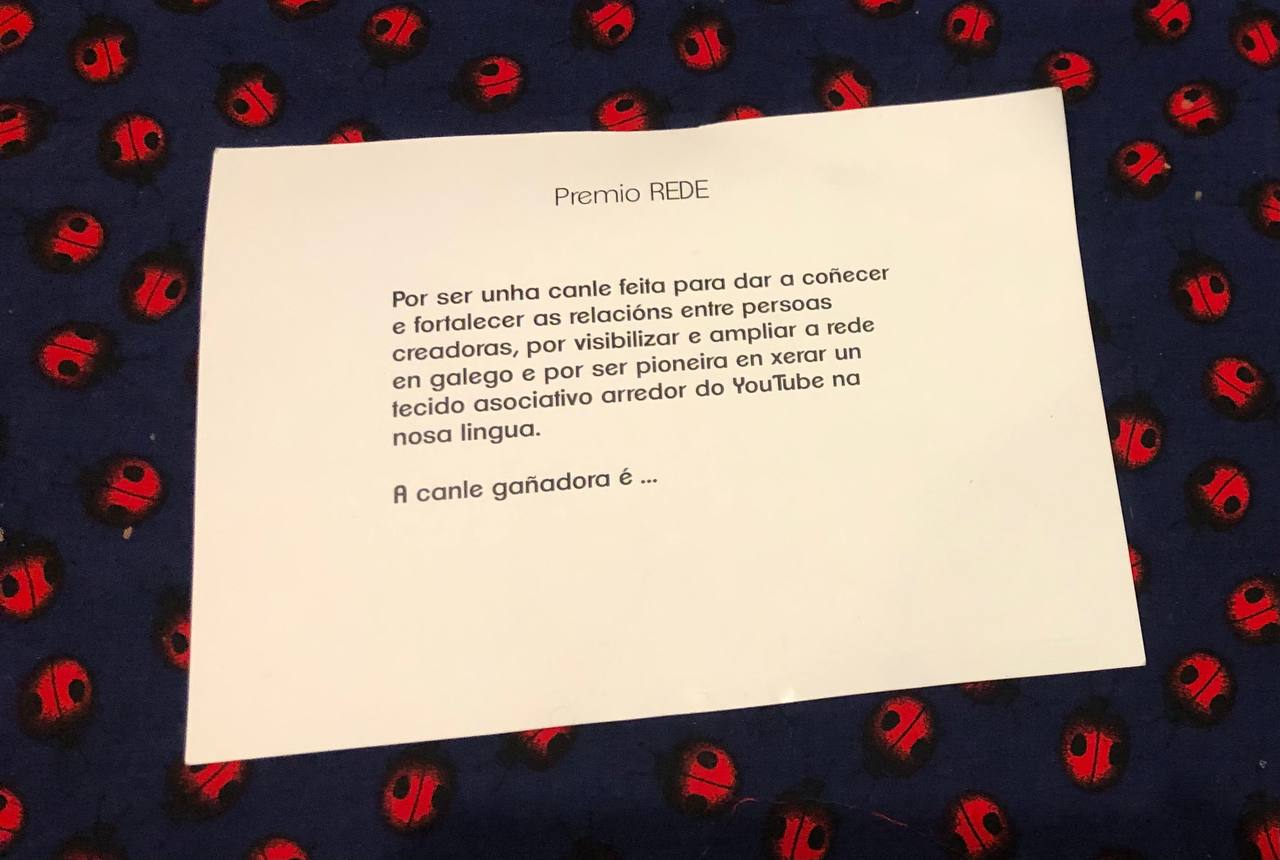 Premio REDE
Por ser unha canle feita para dar a coñecer
e fortalecer as relacións entre persoas
creadoras, por visibilizar e ampliar a rede
en galego e por ser pioneira en xerar un
tecido asociativo arredor do YouTube na
nosa lingua.
A canle gañadora é ...